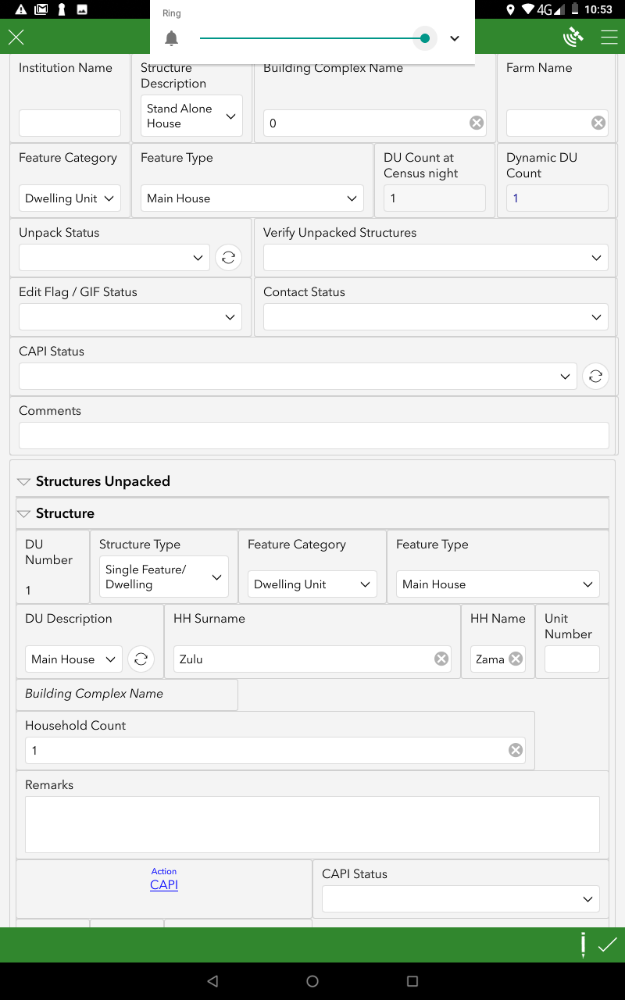 Ring
4G
10:53
Institution Name
Structure
Description
Building Complex Name
Farm Name
Stand Alone
House
0
Feature Category
Feature Type
DU Count at
Census night
Dynamic DU
Count
Dwelling Unit
Main House
1
1
Unpack Status
Verify Unpacked Structures
Edit Flag / GIF Status
Contact Status
CAPI Status
Comments
Structures Unpacked
Structure
DU
Number
1
Structure Type
Single Feature/
Dwelling
Feature Category
Dwelling Unit
Feature Type
Main House
DU Description
Main House
HH Surname
Zulu
HH Name
Zama
Unit
Number
Building Complex Name
Household Count
1
Remarks
Action
CAPI
CAPI Status